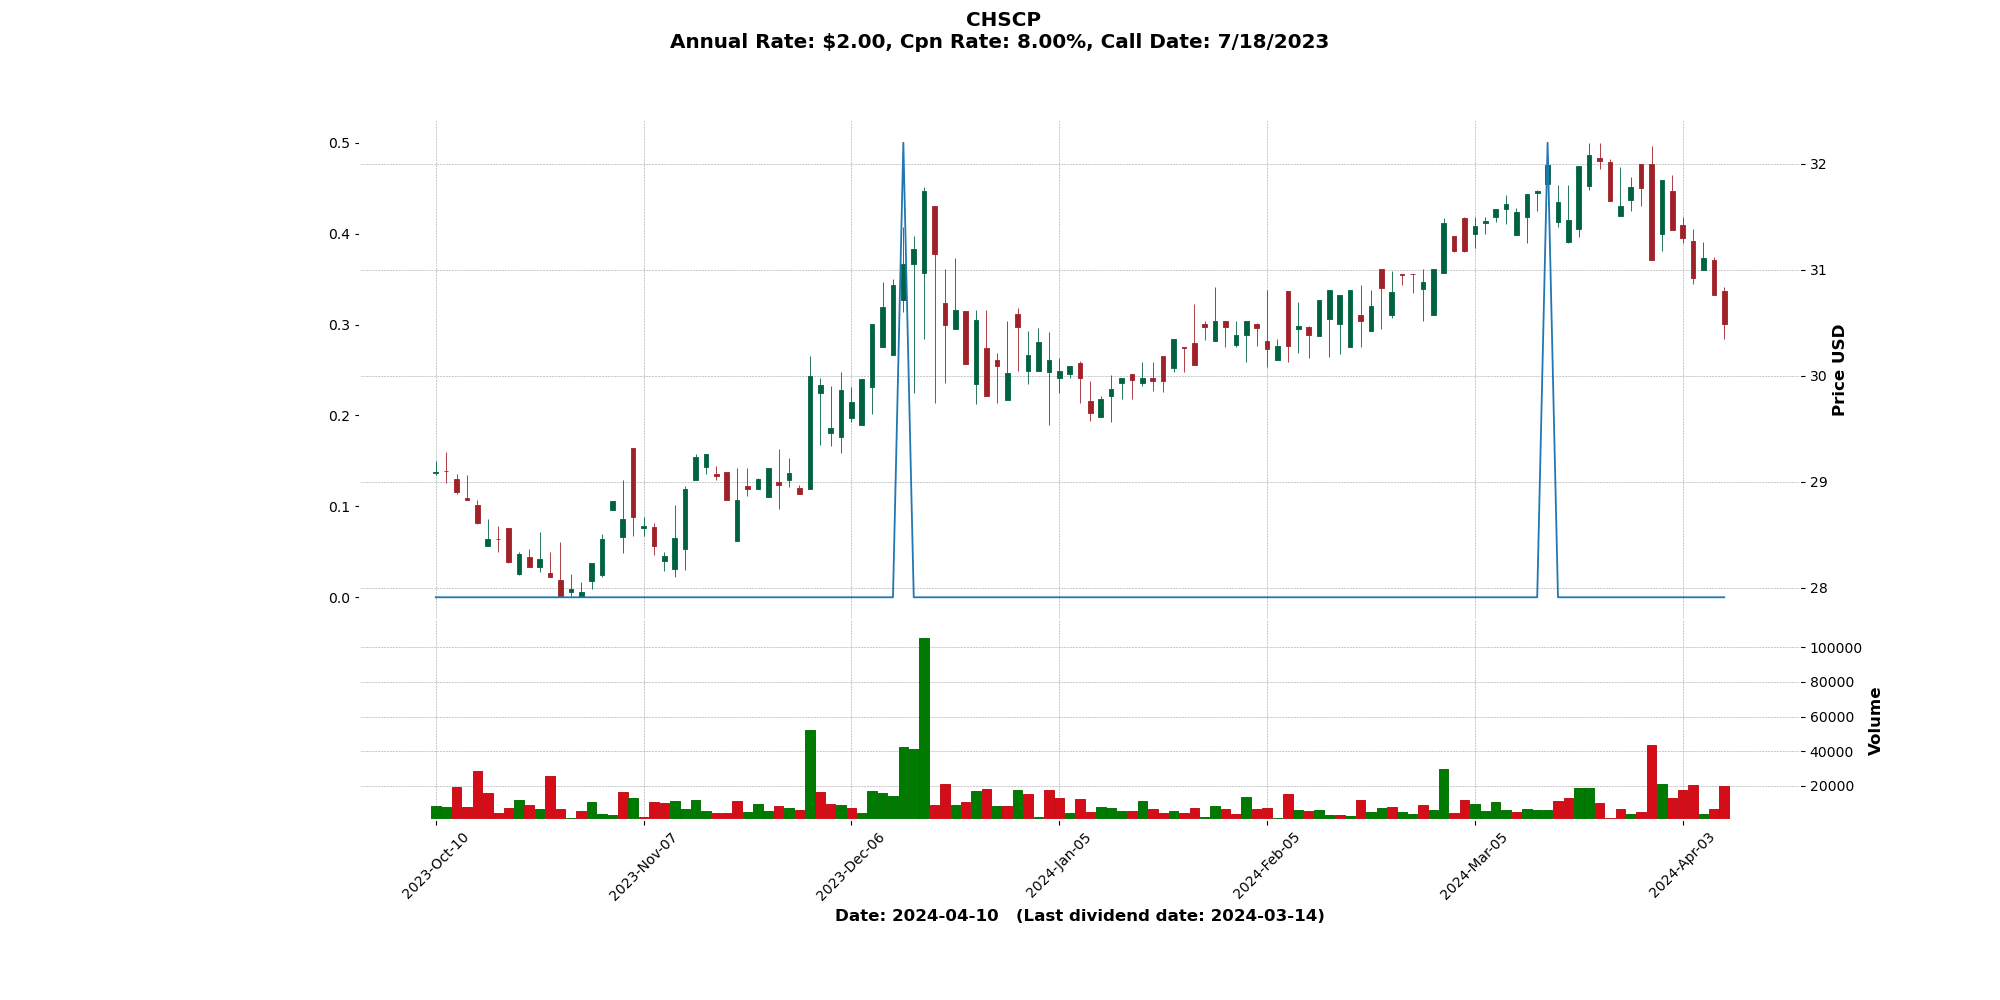 CHSCP
Annual Rate: $2.00, Cpn Rate: 8.00%, Call Date: 7/18/2023
0.5
0.4
0.3
0.2
0.1
0.0
32
31
30
29
28
Price USD
100000
80000
60000
40000
20000
Volume
2023-Oct-10
2023-Nov-07
2023-Dec-06
2024-Jan-05
2024-Feb-05
2024-Mar-05
2024-Apr-03
Date: 2024-04-10 (Last dividend date: 2024-03-14)